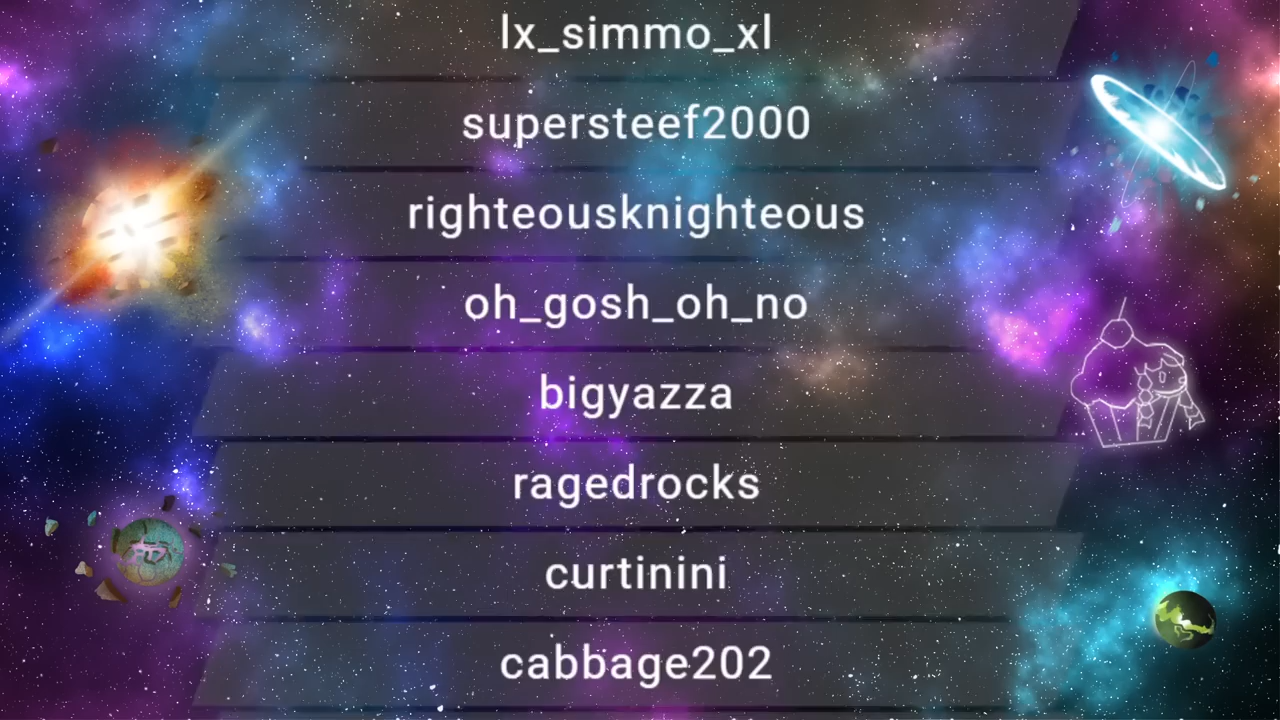 lx_simmo_xl
supersteef2000
righteousknighteous
oh_gosh_oh_no
bigyazza
ragedrocks
curtinini
cabbage202